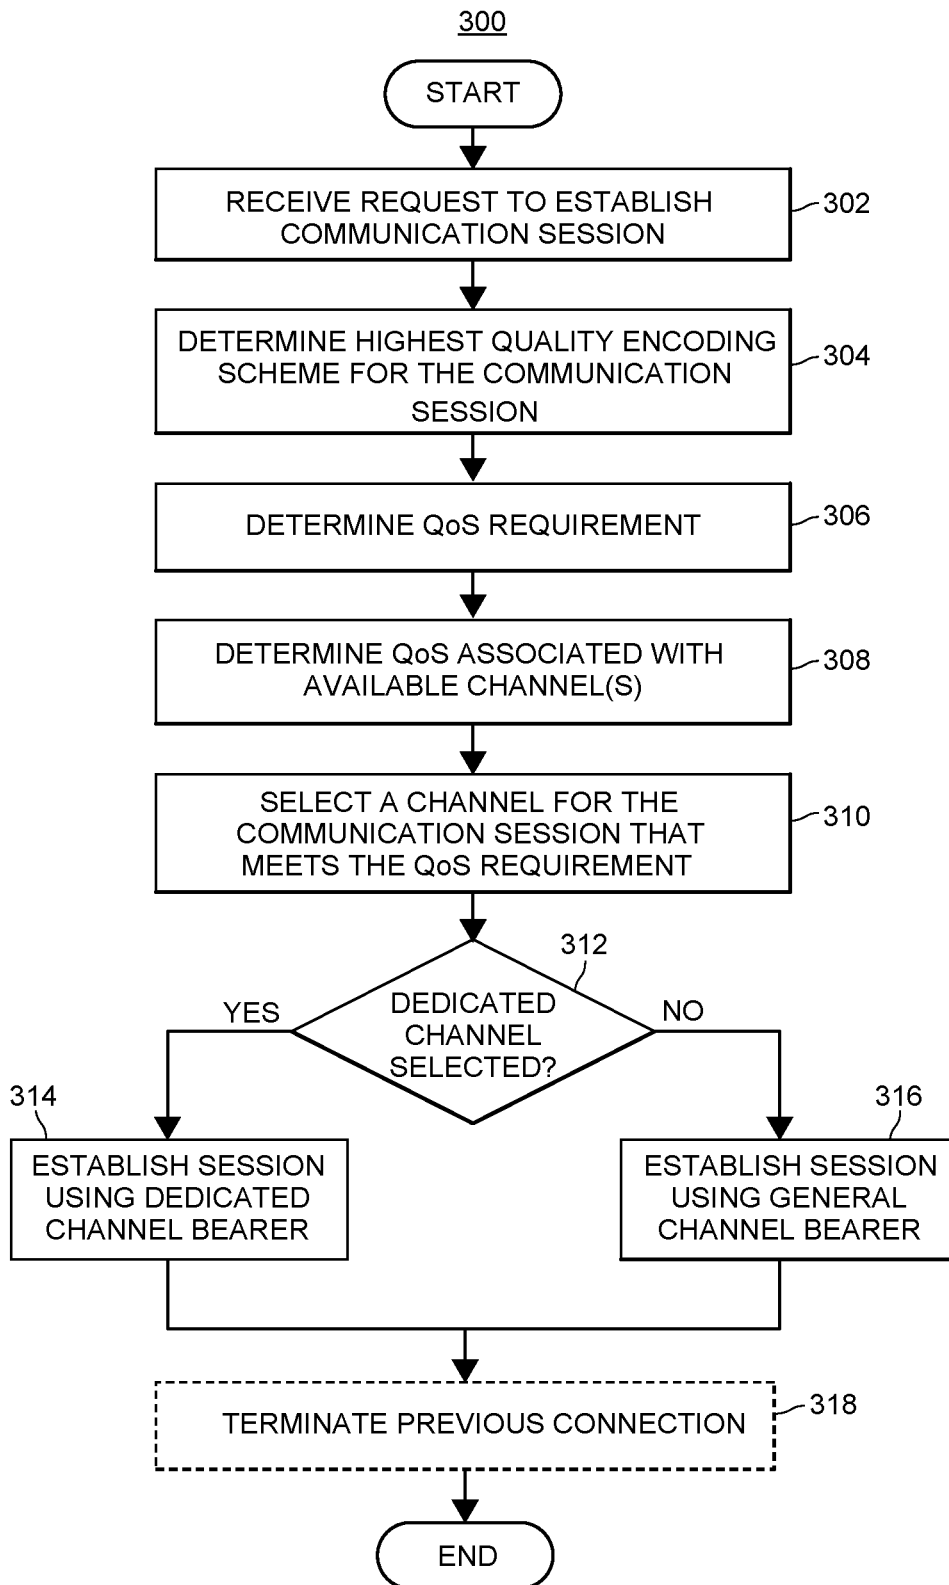 300
START
RECEIVE REQUEST TO ESTABLISH
COMMUNICATION SESSION
302
DETERMINE HIGHEST QUALITY ENCODING
SCHEME FOR THE COMMUNICATION
SESSION
304
DETERMINE QoS REQUIREMENT
306
DETERMINE QoS ASSOCIATED WITH
AVAILABLE CHANNEL(S)
308
SELECT A CHANNEL FOR THE
COMMUNICATION SESSION THAT
MEETS THE QoS REQUIREMENT
310
312
DEDICATED
CHANNEL
SELECTED?
YES
NO
314
ESTABLISH SESSION
USING DEDICATED
CHANNEL BEARER
316
ESTABLISH SESSION
USING GENERAL
CHANNEL BEARER
TERMINATE PREVIOUS CONNECTION
318
END